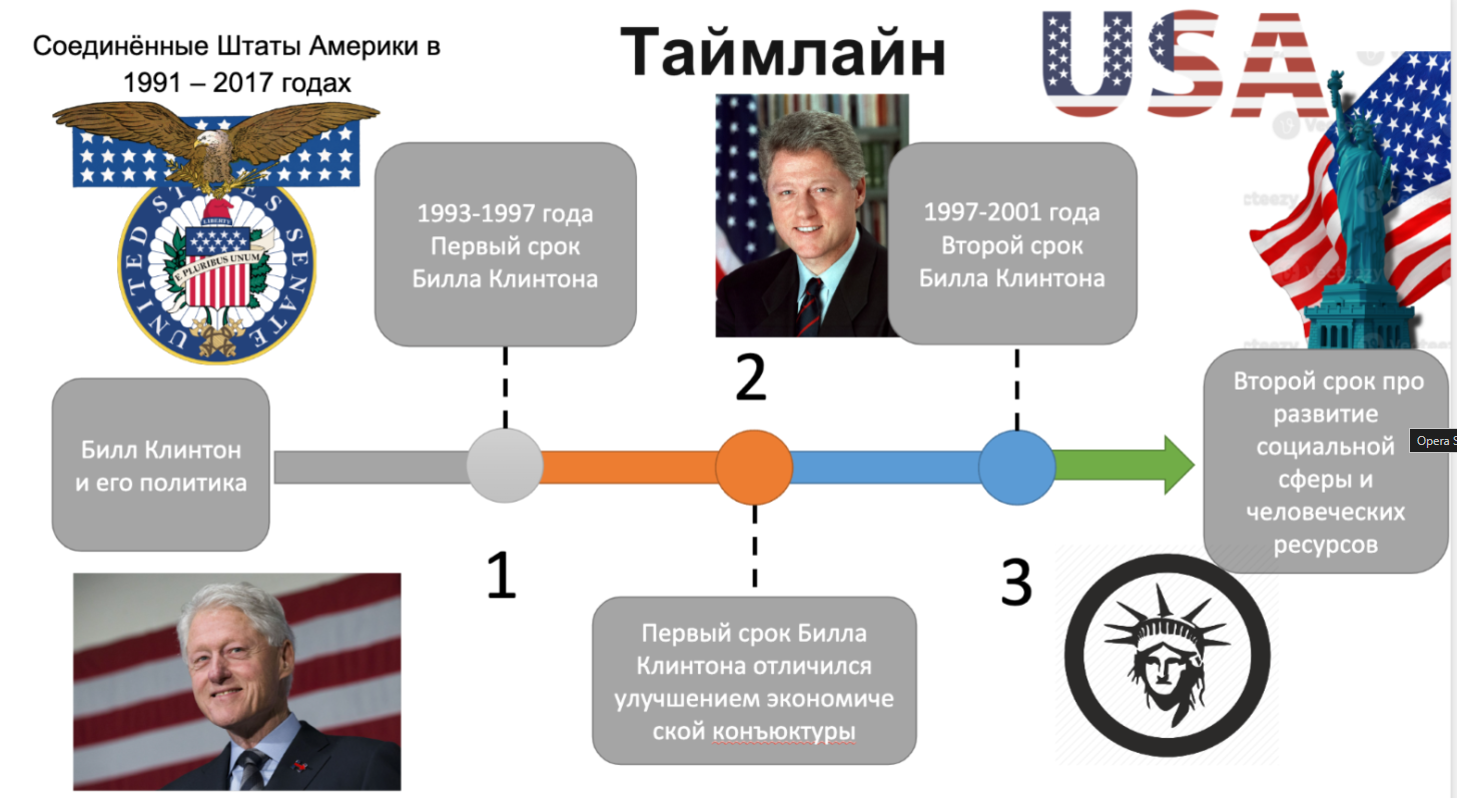 Соединённые Штаты Америки в
1991 – 2017 годах
Таймлайн
USA
UNITED STATES SENATE
LIBERTY
E PLURIBUS UNUM
1993-1997 года
Первый срок
Билла Клинтона
1997-2001 года
Второй срок
Билла Клинтона
2
Билл Клинтон
и его политика
Второй срок про
развитие
социальной
сферы и
человеческих
ресурсов
Opera S
1
3
Первый срок Билла
Клинтона отличился
улучшением экономиче
ской конъюктуры